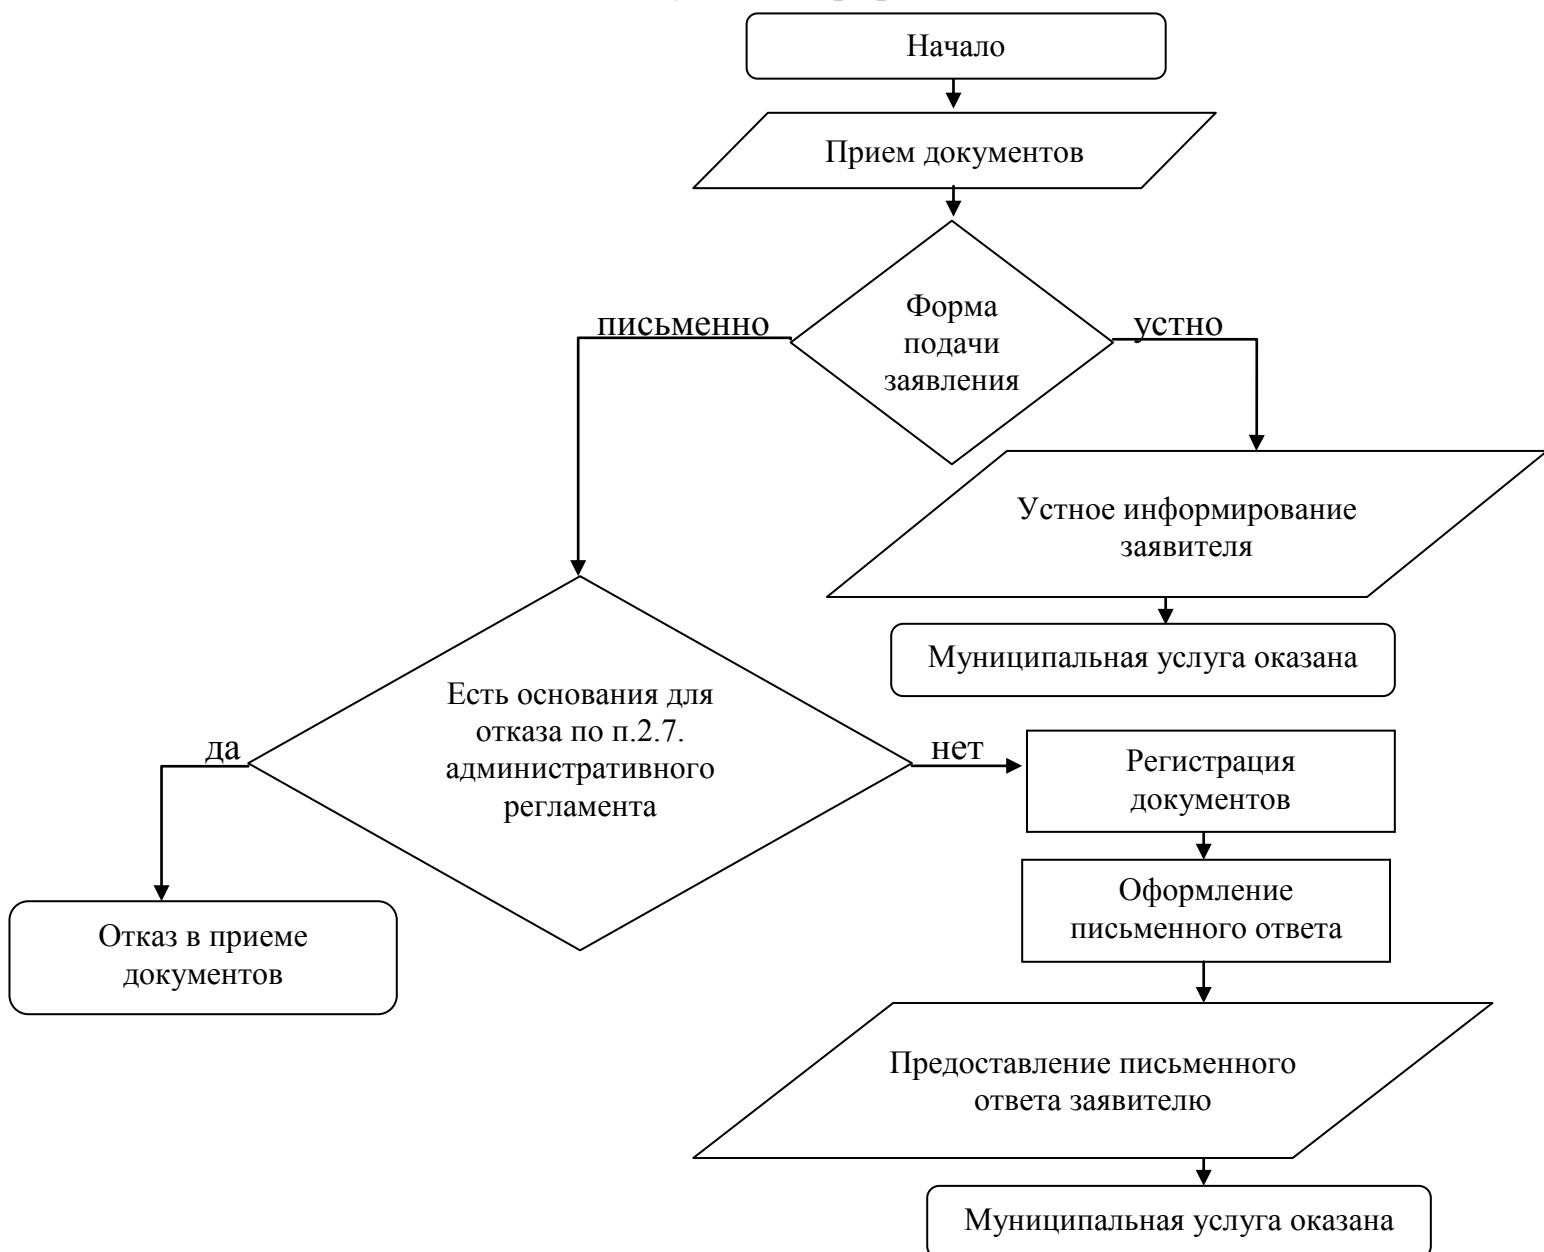 Начало
Прием документов
Форма
подачи
заявления
письменно
устно
Устное информирование
заявителя
Муниципальная услуга оказана
Есть основания для
отказа по п.2.7.
административного
регламента
да
нет
Регистрация
документов
Оформление
письменного ответа
Отказ в приеме
документов
Предоставление письменного
ответа заявителю
Муниципальная услуга оказана